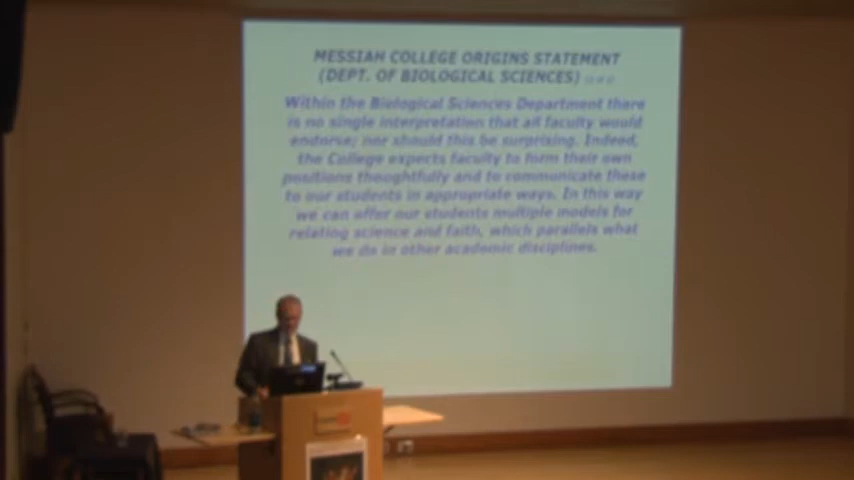 MESSIAH COLLEGE ORIGINS STATEMENT
(DEPT. OF BIOLOGICAL SCIENCES)
Within the Biological Sciences Department there
is no single interpretation that all faculty would
endorse; nor should this be surprising. Indeed,
the College expects faculty to form their own
positions thoughtfully and to communicate these
to our students in appropriate ways. In this way
we can offer our students multiple models for
relating science and faith, which parallels what
we do in other academic disciplines.